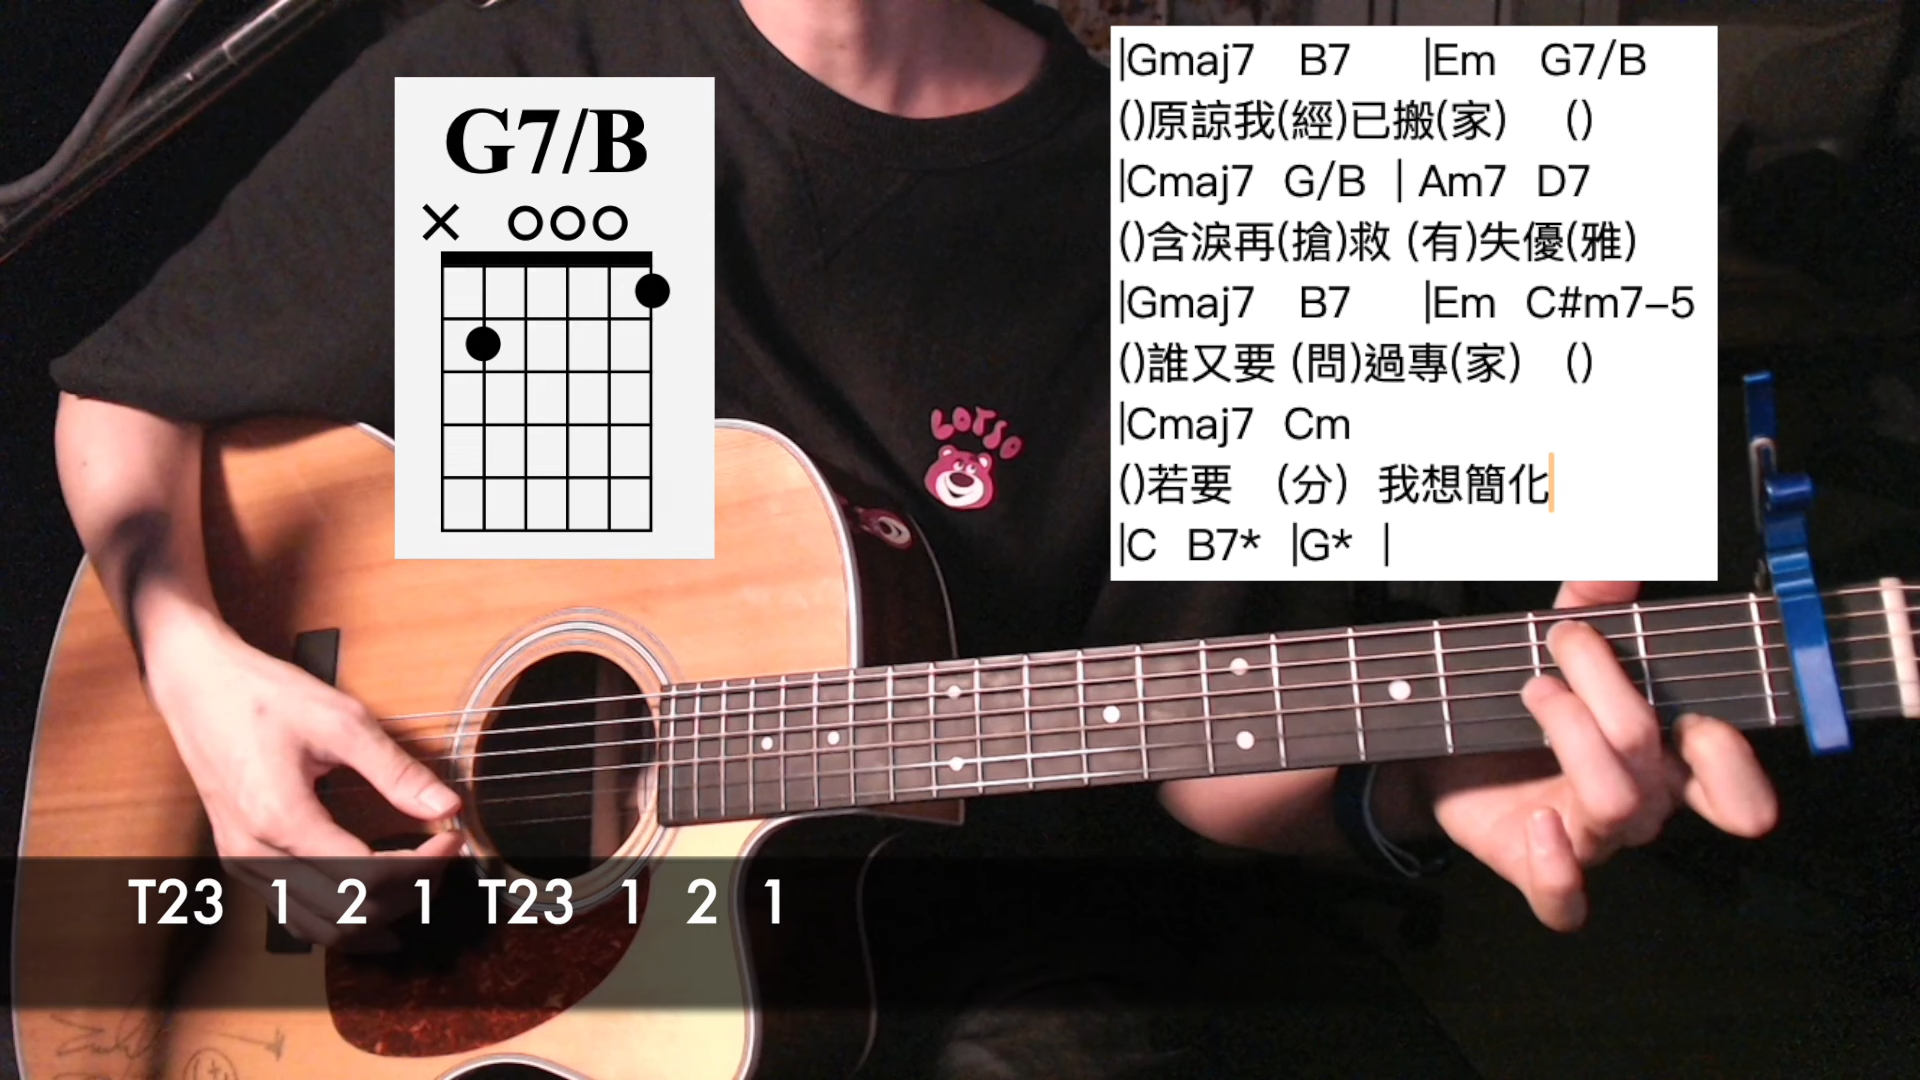 G7/B
|Gmaj7 B7 |Em G7/B
()原諒我(經)已搬(家) ()
|Cmaj7 G/B | Am7 D7
()含淚再(搶)救 (有)失優(雅)
|Gmaj7 B7 |Em C#m7-5
()誰又要 (問)過專(家) ()
|Cmaj7 Cm
()若要 (分) 我想簡化
|C B7* |G* |
LOTSO
T23 1 2 1 T23 1 2 1